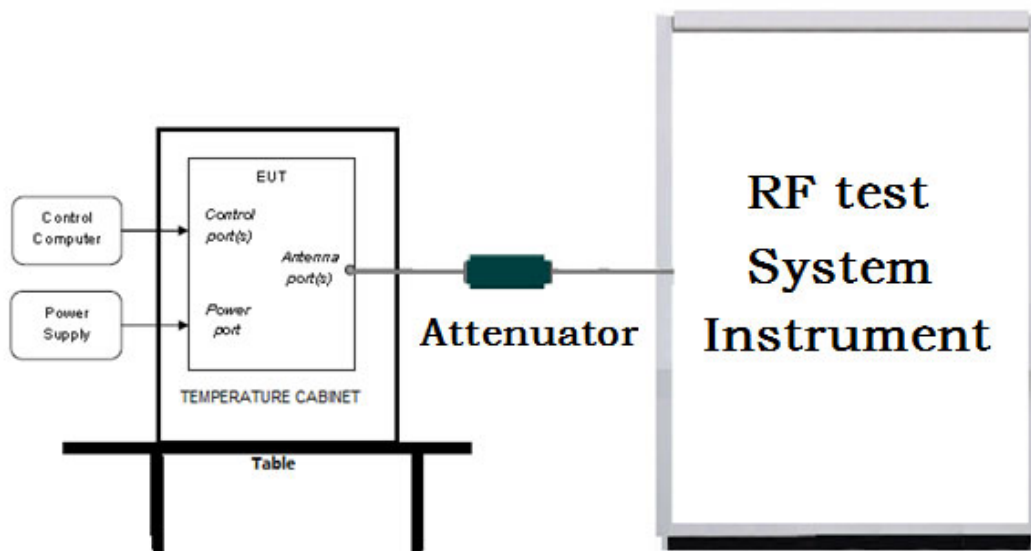 EUT
Control
Computer
Control
port(s)
Antenna
port(s)
Power
Supply
Power
port
TEMPERATURE CABINET
Table
Attenuator
RF test
System
Instrument